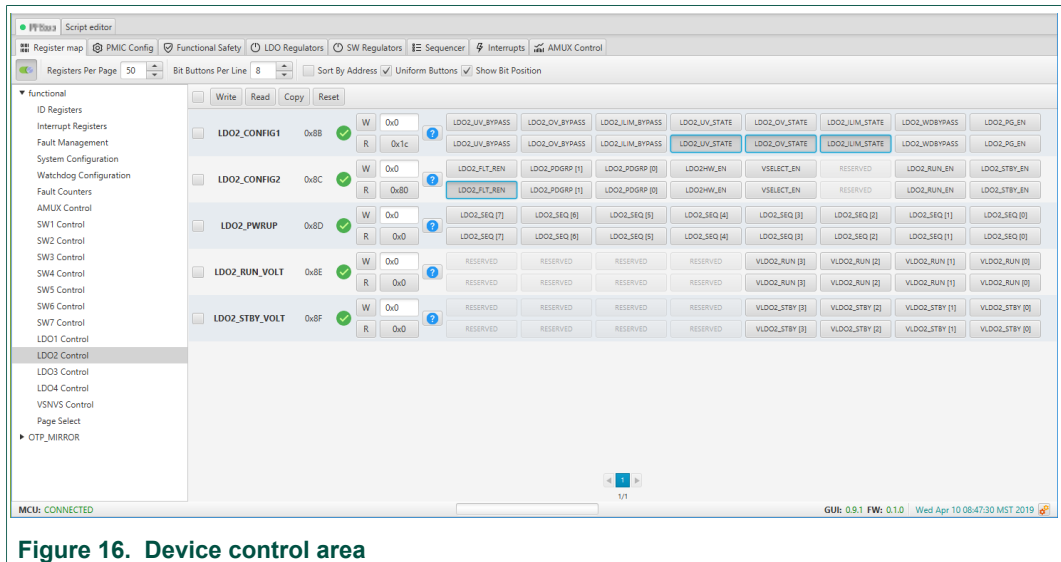 Script editor
Register map PMIC Config Functional Safety LDO Regulators SW Regulators Sequencer Interrupts AMUX Control
Registers Per Page 50 Bit Buttons Per Line 8 Sort By Address Uniform Buttons Show Bit Position
functional
ID Registers
Interrupt Registers
Fault Management
System Configuration
Watchdog Configuration
Fault Counters
AMUX Control
SW1 Control
SW2 Control
SW3 Control
SW4 Control
SW5 Control
SW6 Control
SW7 Control
LDO1 Control
LDO2 Control
LDO3 Control
LDO4 Control
VSNVS Control
Page Select
OTP_MIRROR
Write Read Copy Reset
LDO2_CONFIG1 0x8B
W 0x0 LDO2_UV_BYPASS LDO2_OV_BYPASS LDO2_ILIM_BYPASS LDO2_UV_STATE LDO2_OV_STATE LDO2_ILIM_STATE LDO2_WDBYPASS LDO2_PG_EN
R 0x1c LDO2_UV_BYPASS LDO2_OV_BYPASS LDO2_ILIM_BYPASS LDO2_UV_STATE LDO2_OV_STATE LDO2_ILIM_STATE LDO2_WDBYPASS LDO2_PG_EN
LDO2_CONFIG2 0x8C
W 0x0 LDO2_FLT_REN LDO2_PDGRP [1] LDO2_PDGRP [0] LDO2HW_EN VSELECT_EN RESERVED LDO2_RUN_EN LDO2_STBY_EN
R 0x80 LDO2_FLT_REN LDO2_PDGRP [1] LDO2_PDGRP [0] LDO2HW_EN VSELECT_EN RESERVED LDO2_RUN_EN LDO2_STBY_EN
LDO2_PWRUP 0x8D
W 0x0 LDO2_SEQ [7] LDO2_SEQ [6] LDO2_SEQ [5] LDO2_SEQ [4] LDO2_SEQ [3] LDO2_SEQ [2] LDO2_SEQ [1] LDO2_SEQ [0]
R 0x0 LDO2_SEQ [7] LDO2_SEQ [6] LDO2_SEQ [5] LDO2_SEQ [4] LDO2_SEQ [3] LDO2_SEQ [2] LDO2_SEQ [1] LDO2_SEQ [0]
LDO2_RUN_VOLT 0x8E
W 0x0 RESERVED RESERVED RESERVED RESERVED VLDO2_RUN [3] VLDO2_RUN [2] VLDO2_RUN [1] VLDO2_RUN [0]
R 0x0 RESERVED RESERVED RESERVED RESERVED VLDO2_RUN [3] VLDO2_RUN [2] VLDO2_RUN [1] VLDO2_RUN [0]
LDO2_STBY_VOLT 0x8F
W 0x0 RESERVED RESERVED RESERVED RESERVED VLDO2_STBY [3] VLDO2_STBY [2] VLDO2_STBY [1] VLDO2_STBY [0]
R 0x0 RESERVED RESERVED RESERVED RESERVED VLDO2_STBY [3] VLDO2_STBY [2] VLDO2_STBY [1] VLDO2_STBY [0]
1
1/1
MCU: CONNECTED GUI: 0.9.1 FW: 0.1.0 Wed Apr 10 08:47:30 MST 2019
Figure 16. Device control area